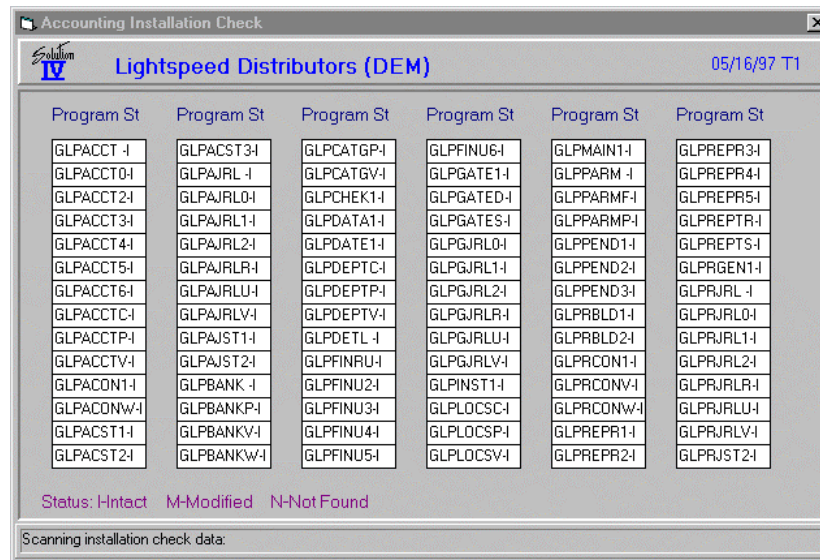 Accounting Installation Check
Solution IV
Lightspeed Distributors (DEM) 05/16/97 T1
Program St Program St Program St Program St Program St Program St
GLPACCT -I GLPACST3-I GLPCATGP-I GLPFINU6-I GLPMAIN1-I GLPREPR3-I
GLPACCT0-I GLPAJRL -I GLPCATGV-I GLPGATE1-I GLPPARM -I GLPREPR4-I
GLPACCT2-I GLPAJRL0-I GLPCHEK1-I GLPGATED-I GLPPARMF-I GLPREPR5-I
GLPACCT3-I GLPAJRL1-I GLPDATA1-I GLPGATES-I GLPPARMP-I GLPREPTR-I
GLPACCT4-I GLPAJRL2-I GLPDATE1-I GLPGJRL0-I GLPPEND1-I GLPREPTS-I
GLPACCT5-I GLPAJRLR-I GLPDEPTC-I GLPGJRL1-I GLPPEND2-I GLPRGEN1-I
GLPACCT6-I GLPAJRLU-I GLPDEPTP-I GLPGJRL2-I GLPPEND3-I GLPRJRL -I
GLPACCTC-I GLPAJRLV-I GLPDEPTV-I GLPGJRLR-I GLPRBLD1-I GLPRJRL0-I
GLPACCTP-I GLPAJST1-I GLPDETL -I GLPGJRLU-I GLPRBLD2-I GLPRJRL1-I
GLPACCTV-I GLPAJST2-I GLPFINRU-I GLPGJRLV-I GLPRCON1-I GLPRJRL2-I
GLPACON1-I GLPBANK -I GLPFINU2-I GLPINST1-I GLPRCONV-I GLPRJRLR-I
GLPACONW-I GLPBANKP-I GLPFINU3-I GLPLOCSC-I GLPRCONW-I GLPRJRLU-I
GLPACST1-I GLPBANKV-I GLPFINU4-I GLPLOCSP-I GLPREPR1-I GLPRJRLV-I
GLPACST2-I GLPBANKW-I GLPFINU5-I GLPLOCSV-I GLPREPR2-I GLPRJST2-I
Status: I-Intact M-Modified N-Not Found
Scanning installation check data: